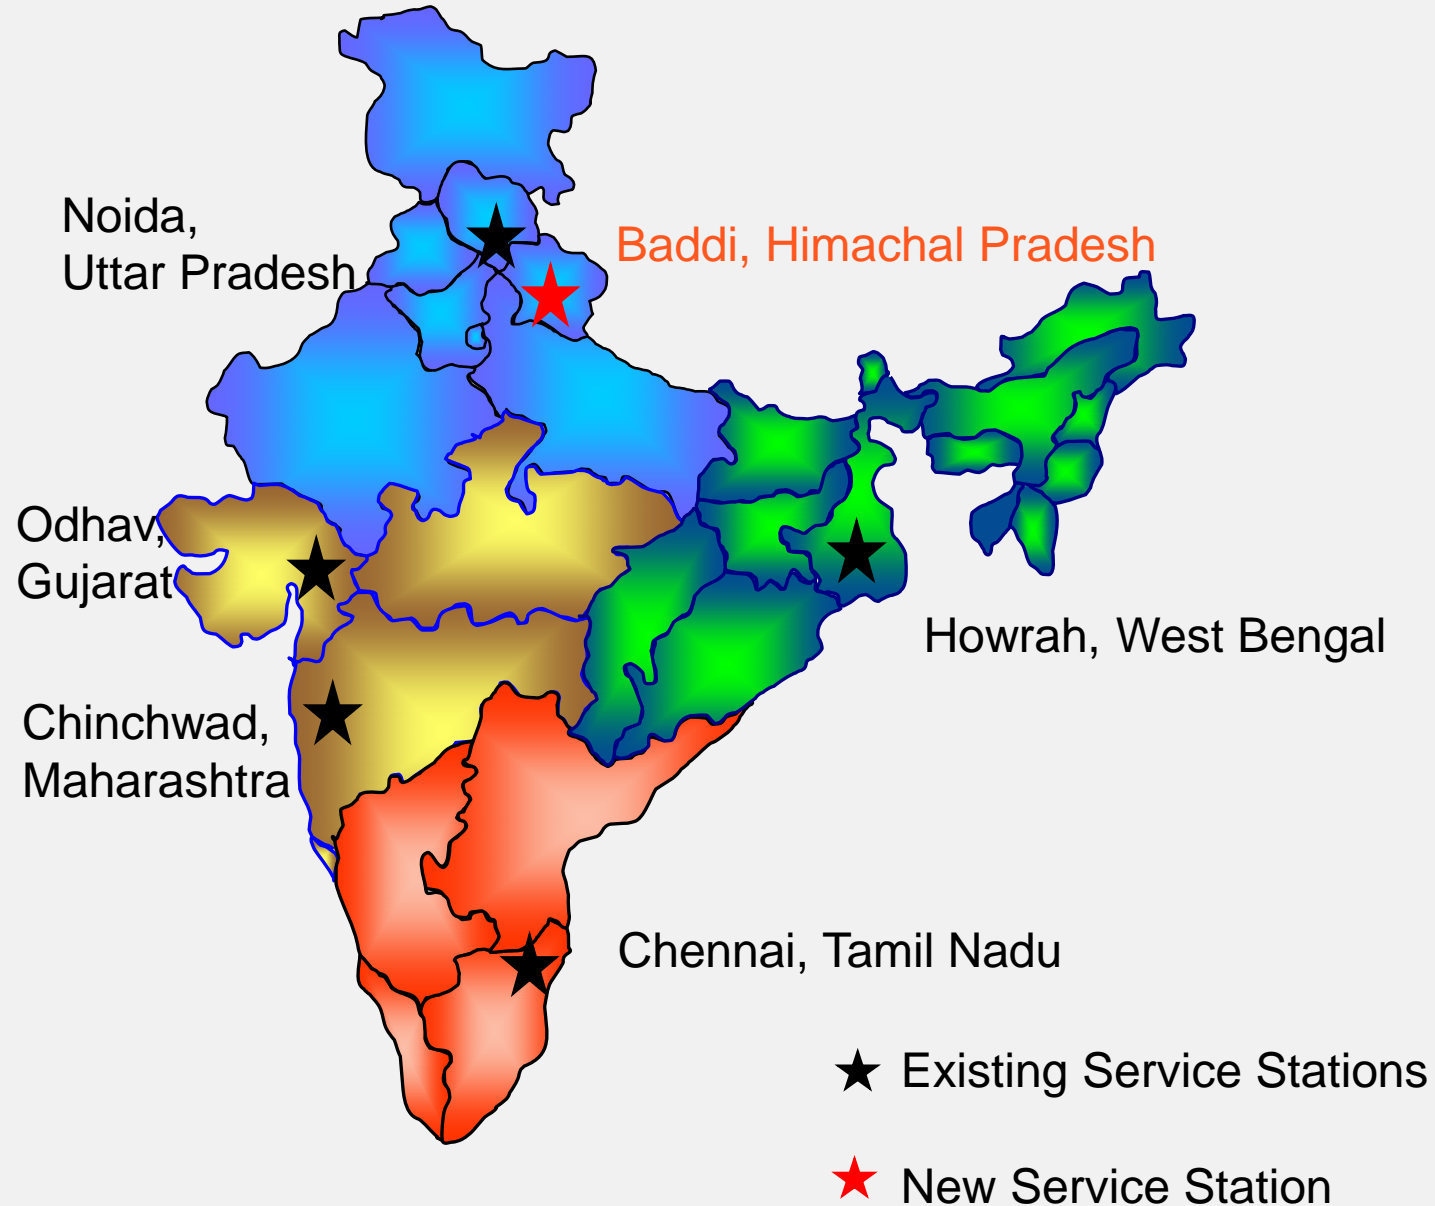 Noida,
Uttar Pradesh
Baddi, Himachal Pradesh
Odhav,
Gujarat
Howrah, West Bengal
Chinchwad,
Maharashtra
Chennai, Tamil Nadu
Existing Service Stations
New Service Station